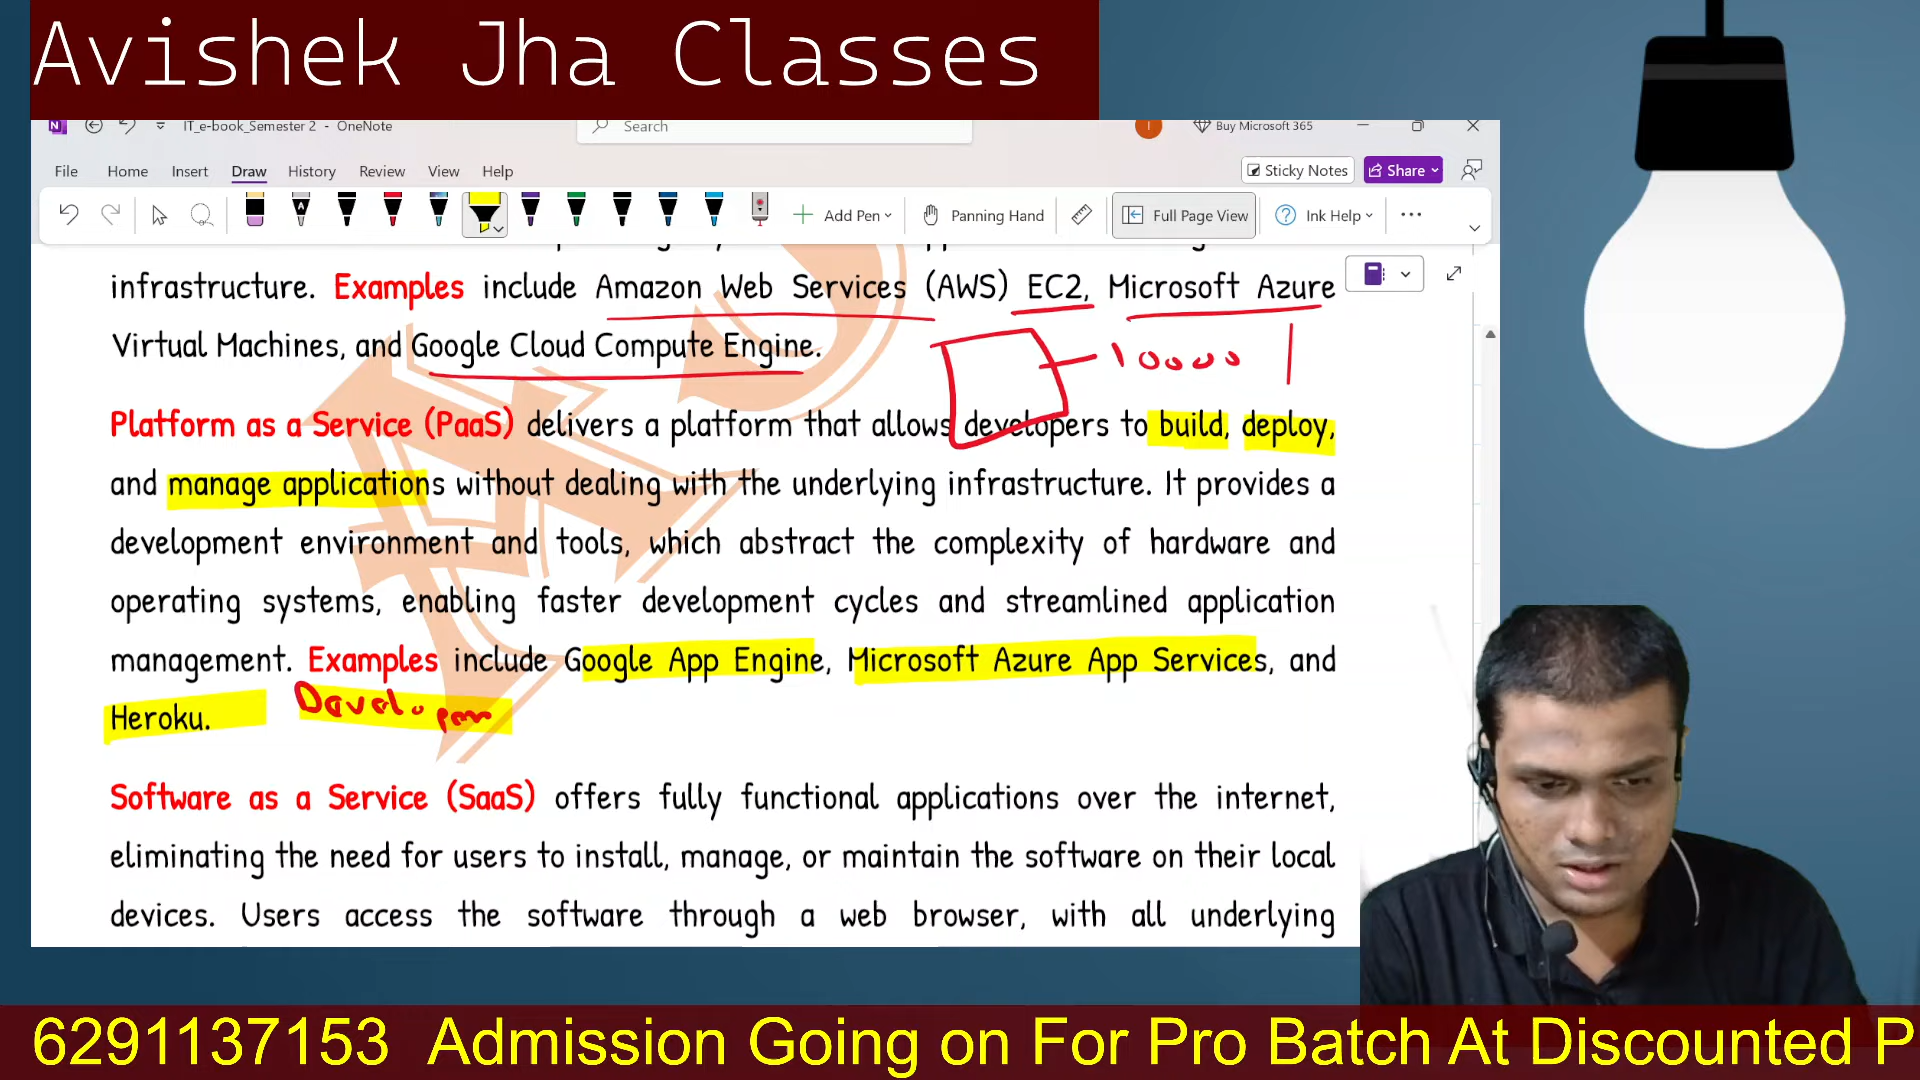 Avishek Jha Classes
IT_e-book_Semester 2 - OneNote
Search
Buy Microsoft 365
File Home Insert Draw History Review View Help
Sticky Notes Share
Add Pen Panning Hand Full Page View Ink Help
infrastructure. Examples include Amazon Web Services (AWS) EC2, Microsoft Azure
Virtual Machines, and Google Cloud Compute Engine.
10000
Platform as a Service (PaaS) delivers a platform that allows developers to build, deploy,
and manage applications without dealing with the underlying infrastructure. It provides a
development environment and tools, which abstract the complexity of hardware and
operating systems, enabling faster development cycles and streamlined application
management. Examples include Google App Engine, Microsoft Azure App Services, and
Heroku.
Software as a Service (SaaS) offers fully functional applications over the internet,
eliminating the need for users to install, manage, or maintain the software on their local
devices. Users access the software through a web browser, with all underlying
6291137153 Admission Going on For Pro Batch At Discounted P